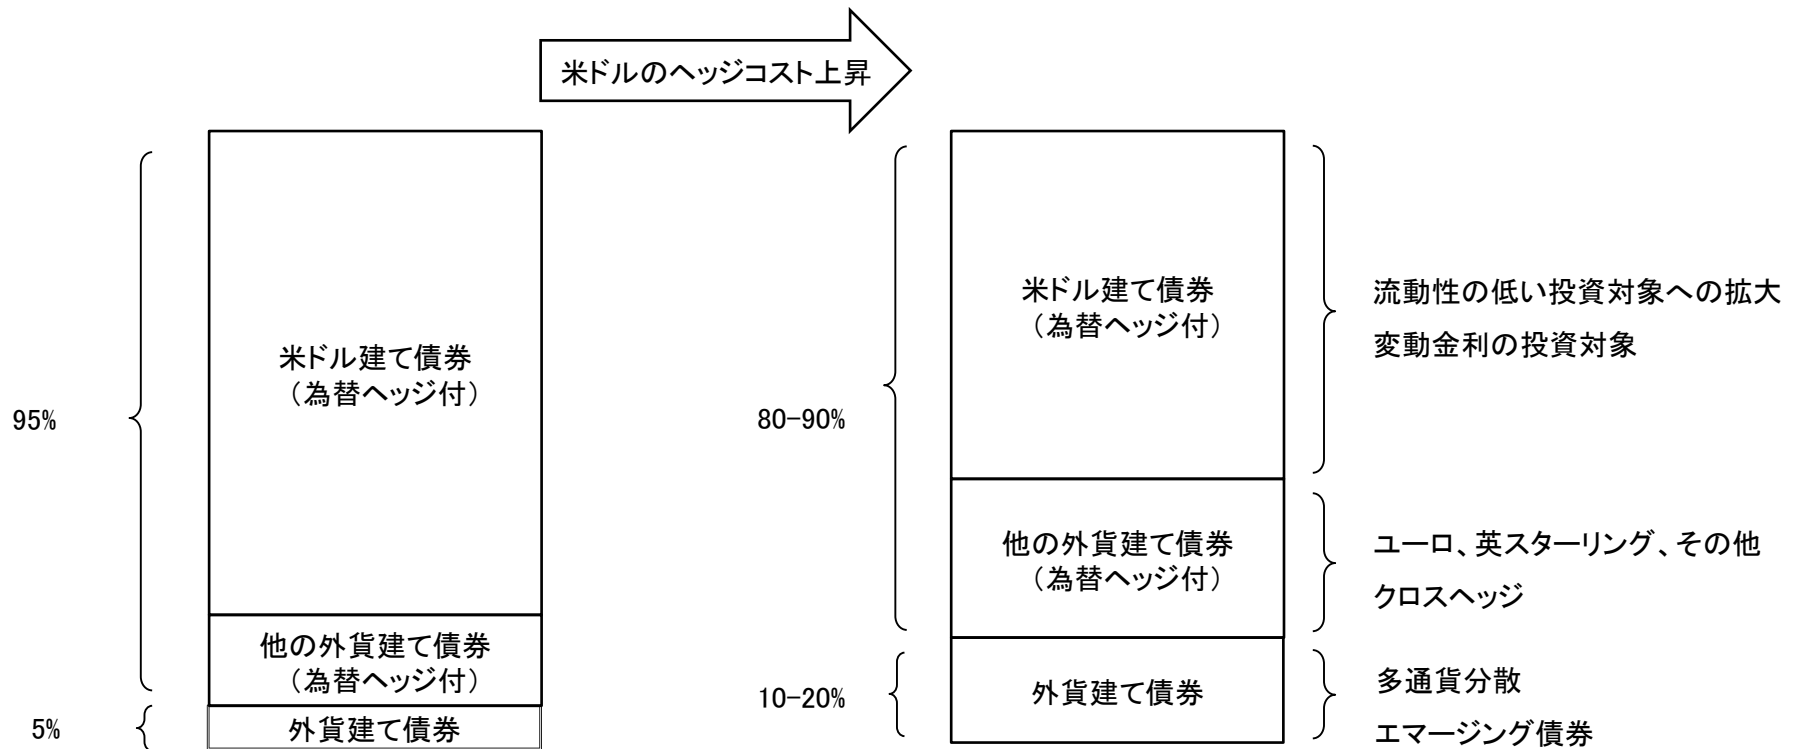 米ドルのヘッジコスト上昇
95%
米ドル建て債券
（為替ヘッジ付）
他の外貨建て債券
（為替ヘッジ付）
5%
外貨建て債券
80-90%
米ドル建て債券
（為替ヘッジ付）
流動性の低い投資対象への拡大
変動金利の投資対象
他の外貨建て債券
（為替ヘッジ付）
ユーロ、英スターリング、その他
クロスヘッジ
10-20%
外貨建て債券
多通貨分散
エマージング債券